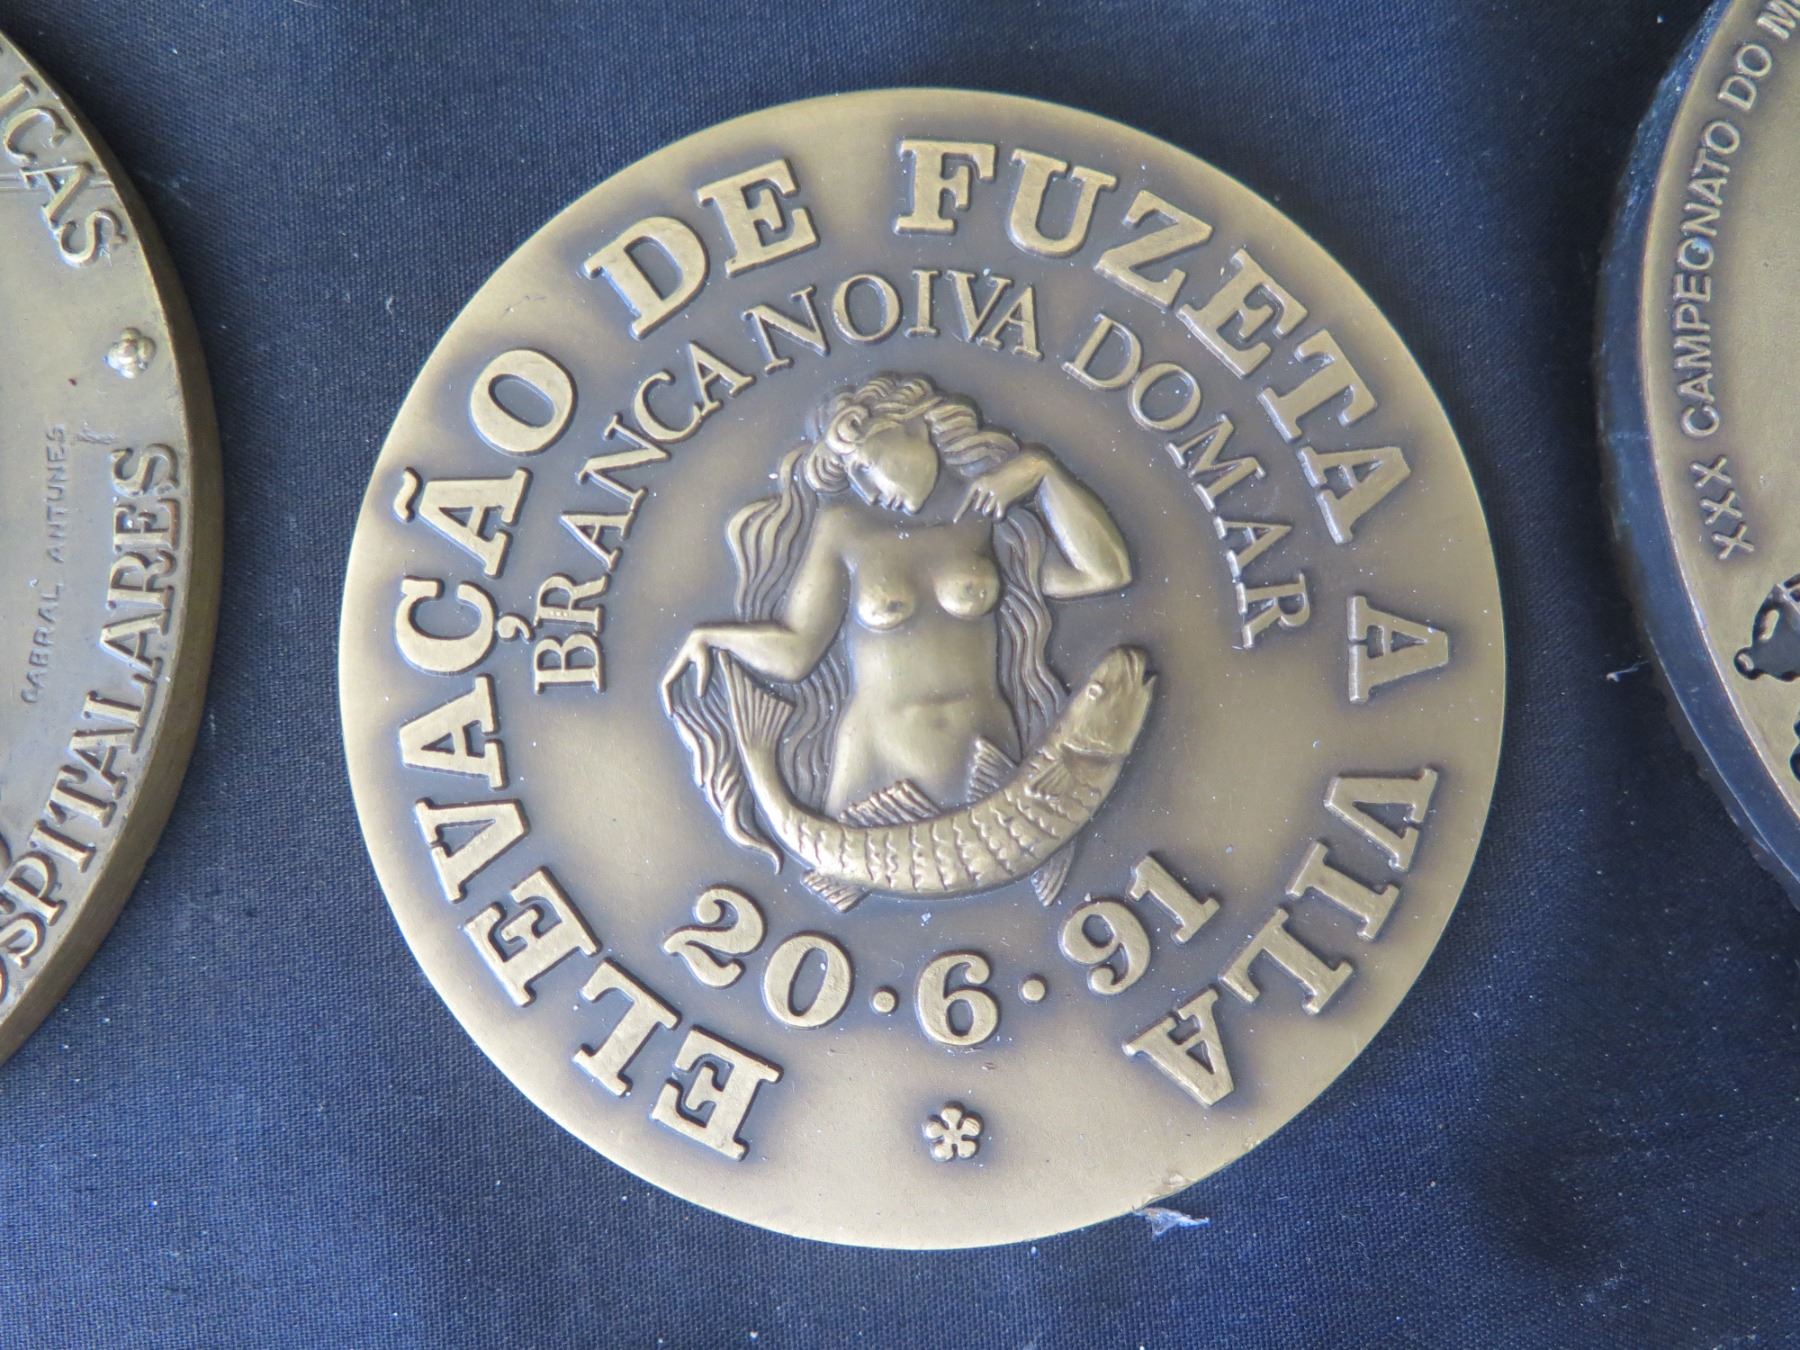 ICAS
CABRAL ANTUNES
SPITALARES
ELEVAÇÃO DE FUZETA A VILA
BRANCA NOIVA DO MAR
20·6·91
XXX CAMPEONATO DO